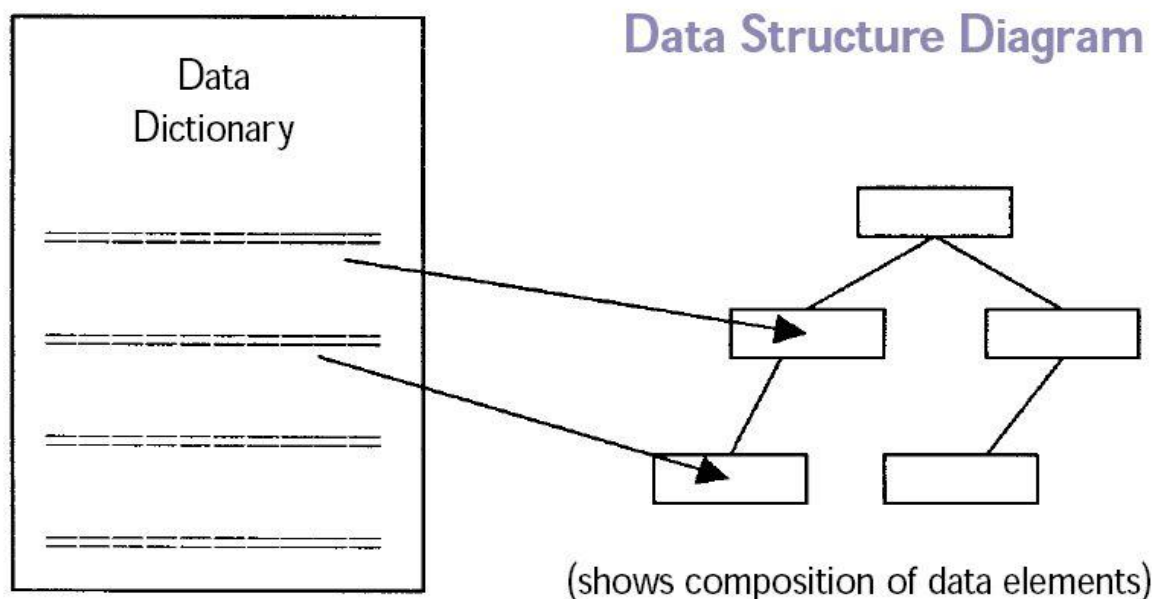 Data Structure Diagram
Data
Dictionary
(shows composition of data elements)